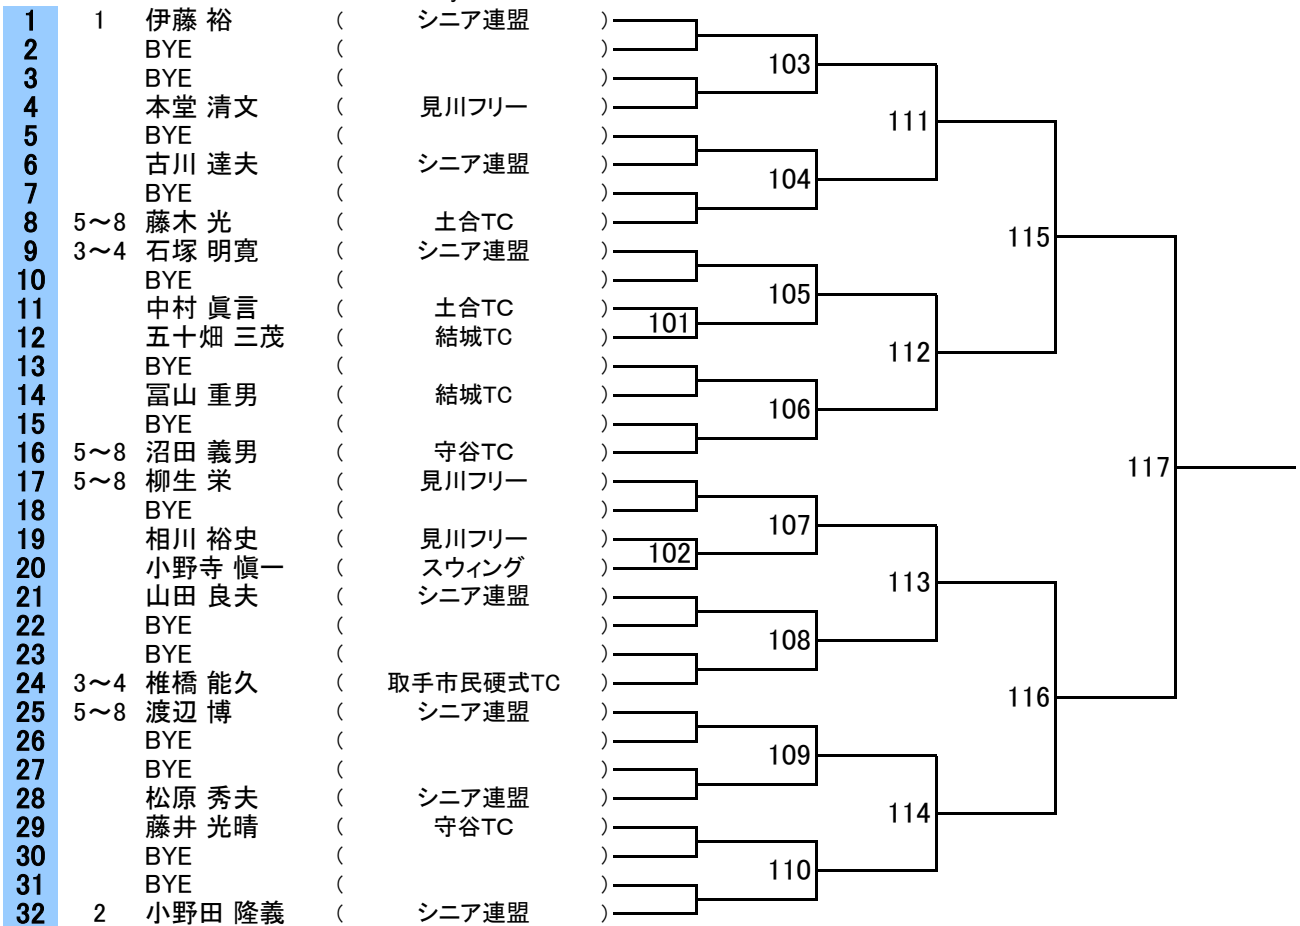 1 1 伊藤 裕 ( シニア連盟 )
2 BYE ( )
3 BYE ( ) 103
4 本堂 清文 ( 見川フリー )
5 BYE ( ) 111
6 古川 達夫 ( シニア連盟 )
7 BYE ( ) 104
8 5～8 藤木 光 ( 土合TC )
9 3～4 石塚 明寛 ( シニア連盟 ) 115
10 BYE ( )
11 中村 眞言 ( 土合TC ) 105
12 五十畑 三茂 ( 結城TC ) 101
13 BYE ( ) 112
14 冨山 重男 ( 結城TC )
15 BYE ( ) 106
16 5～8 沼田 義男 ( 守谷TC )
17 5～8 柳生 栄 ( 見川フリー ) 117
18 BYE ( )
19 相川 裕史 ( 見川フリー ) 107
20 小野寺 愼一 ( スウィング ) 102
21 山田 良夫 ( シニア連盟 ) 113
22 BYE ( )
23 BYE ( ) 108
24 3～4 椎橋 能久 ( 取手市民硬式TC )
25 5～8 渡辺 博 ( シニア連盟 ) 116
26 BYE ( )
27 BYE ( ) 109
28 松原 秀夫 ( シニア連盟 )
29 藤井 光晴 ( 守谷TC ) 114
30 BYE ( )
31 BYE ( ) 110
32 2 小野田 隆義 ( シニア連盟 )